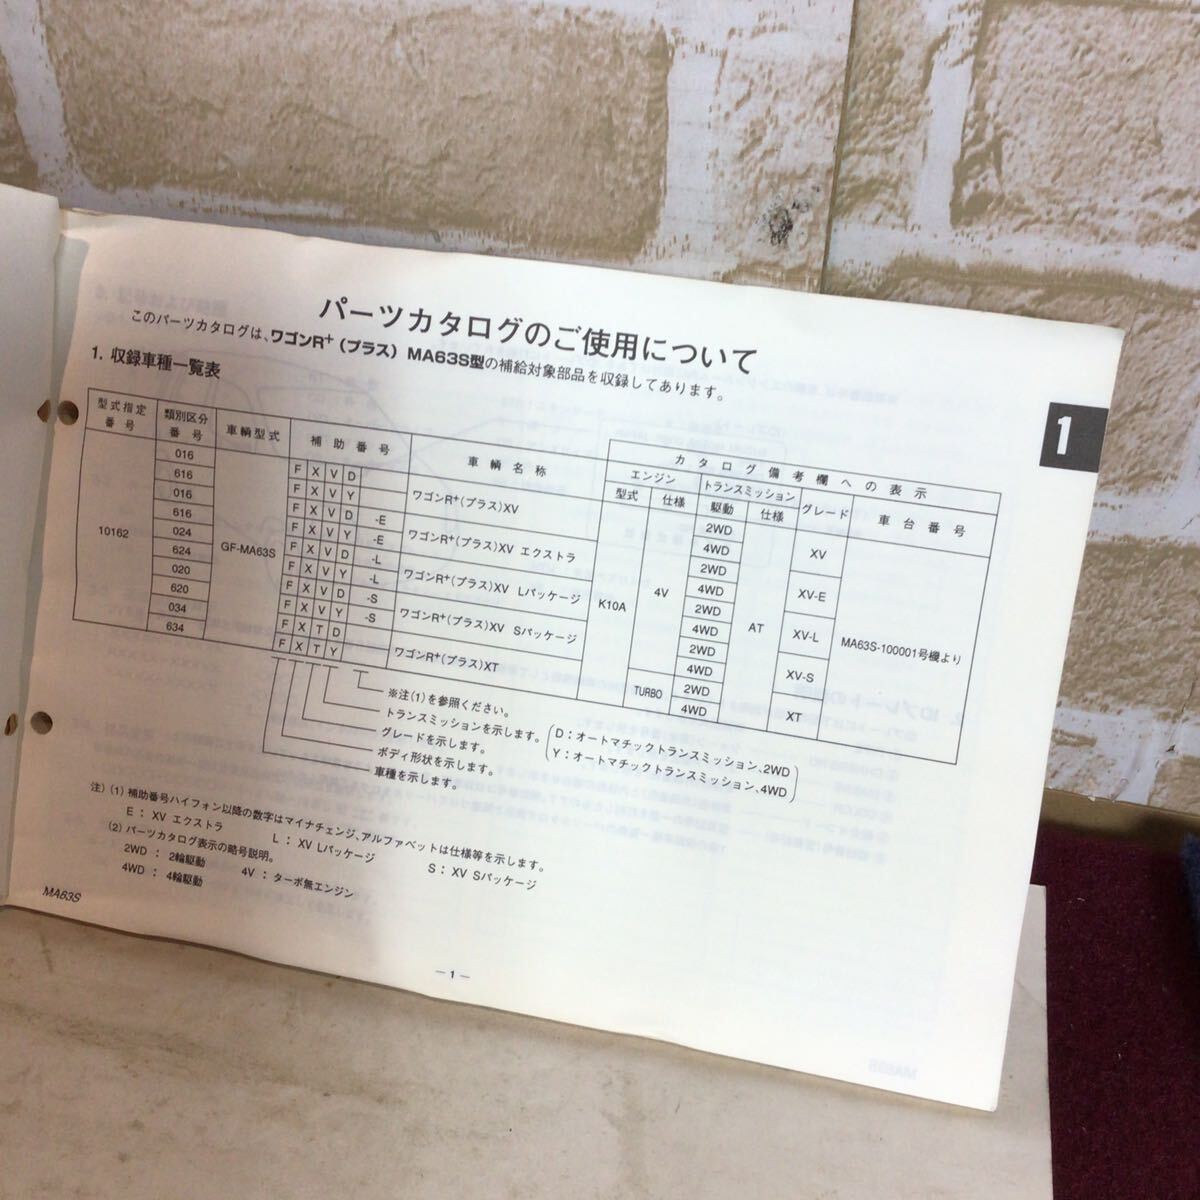 パーツカタログのご使用について
このパーツカタログは、ワゴンR+（プラス）MA63S型の補給対象部品を収録してあります。
1. 収録車種一覧表
1
型式指定番号 類別区分番号 車輌型式 補助番号 車輌名称 カタログ備考欄への表示
エンジン トランスミッション グレード 車台番号
型式 仕様 駆動 仕様
10162 GF-MA63S K10A 4V AT MA63S-100001号機より
016 FXVD ワゴンR+(プラス)XV 2WD XV
616 FXVY 4WD
016 FXVD -E ワゴンR+(プラス)XV エクストラ 2WD XV-E
616 FXVY -E 4WD
024 FXVD -L ワゴンR+(プラス)XV Lパッケージ 2WD XV-L
624 FXVY -L 4WD
020 FXVD -S ワゴンR+(プラス)XV Sパッケージ 2WD XV-S
620 FXVY -S 4WD
034 FXTD ワゴンR+(プラス)XT TURBO 2WD XT
634 FXTY 4WD
※注(1)を参照ください。
トランスミッションを示します。（D：オートマチックトランスミッション、2WD
Y：オートマチックトランスミッション、4WD）
グレードを示します。
ボディ形状を示します。
車種を示します。
注）(1) 補助番号ハイフォン以降の数字はマイナチェンジ、アルファベットは仕様等を示します。
E：XV エクストラ L：XV Lパッケージ S：XV Sパッケージ
(2) パーツカタログ表示の略号説明。
2WD：2輪駆動 4V：ターボ無エンジン
4WD：4輪駆動
MA63S
－1－